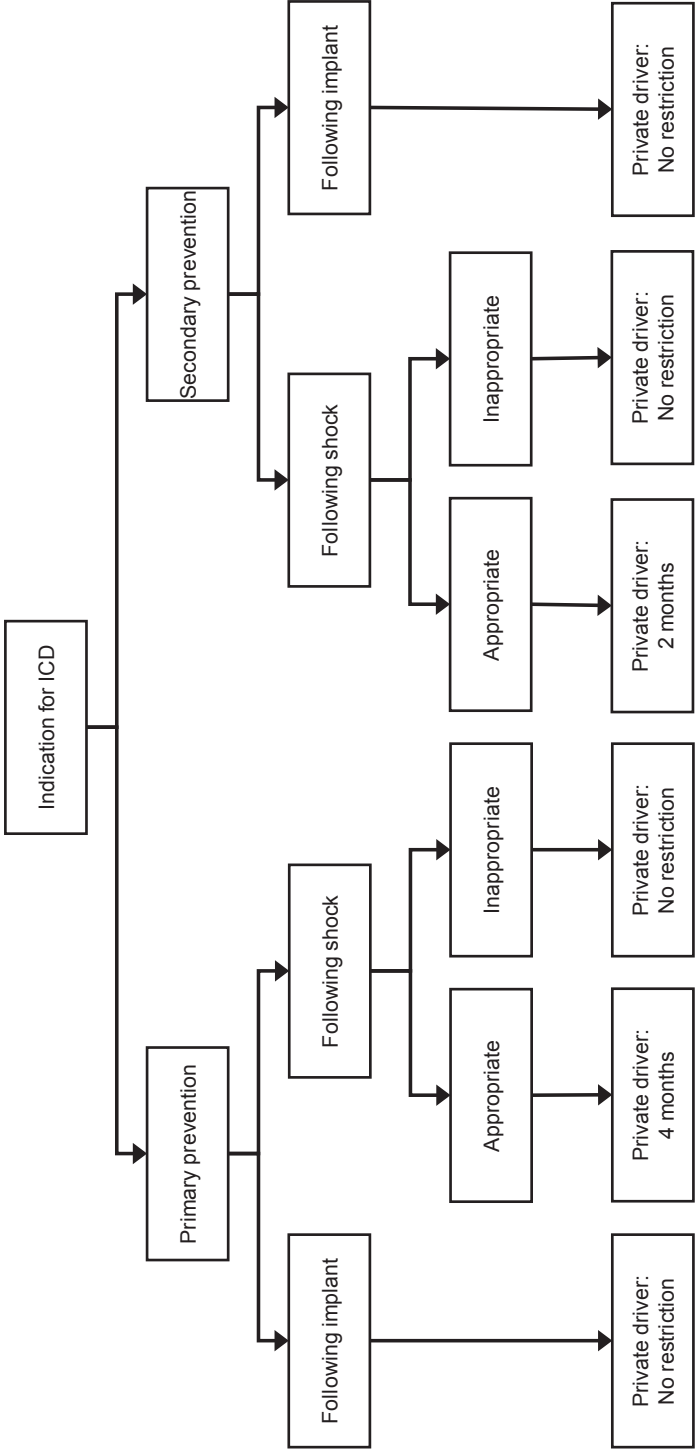 Indication for ICD
Primary prevention
Secondary prevention
Following implant
Following shock
Following shock
Following implant
Appropriate
Inappropriate
Appropriate
Inappropriate
Private driver:
No restriction
Private driver:
4 months
Private driver:
No restriction
Private driver:
2 months
Private driver:
No restriction
Private driver:
No restriction